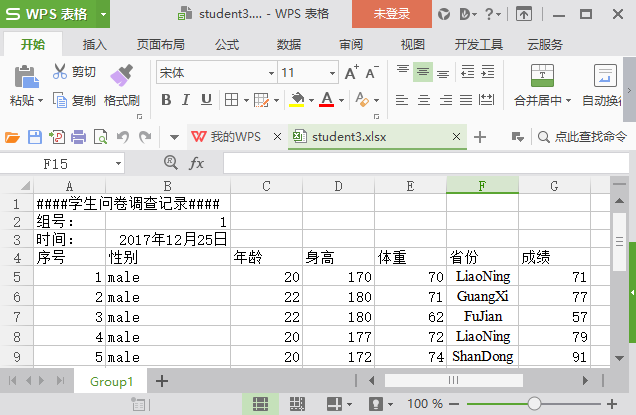 S WPS 表格 student3.... - WPS 表格 未登录 ?
开始 插入 页面布局 公式 数据 审阅 视图 开发工具 云服务
粘贴 剪切 复制 格式刷 宋体 11 A+ A- B I U A 合并居中 自动换
我的WPS student3.xlsx 点此查找命令
F15 fx
A B C D E F G
1 ####学生问卷调查记录####
2 组号: 1
3 时间: 2017年12月25日
4 序号 性别 年龄 身高 体重 省份 成绩
5 1 male 20 170 70 LiaoNing 71
6 2 male 22 180 71 GuangXi 77
7 3 male 22 180 62 FuJian 57
8 4 male 20 177 72 LiaoNing 79
9 5 male 20 172 74 ShanDong 91
Group1
100 %